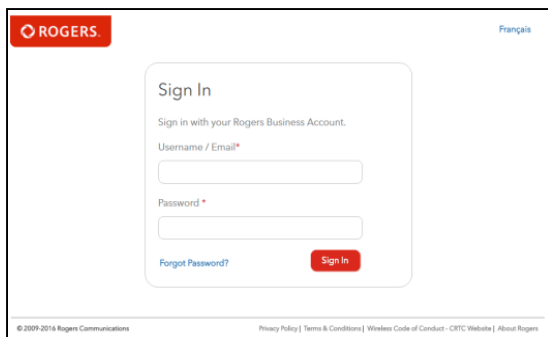 ROGERS.
Français
Sign In
Sign in with your Rogers Business Account.
Username / Email*
Password *
Forgot Password?
Sign In
© 2009-2016 Rogers Communications
Privacy Policy | Terms & Conditions | Wireless Code of Conduct - CRTC Website | About Rogers